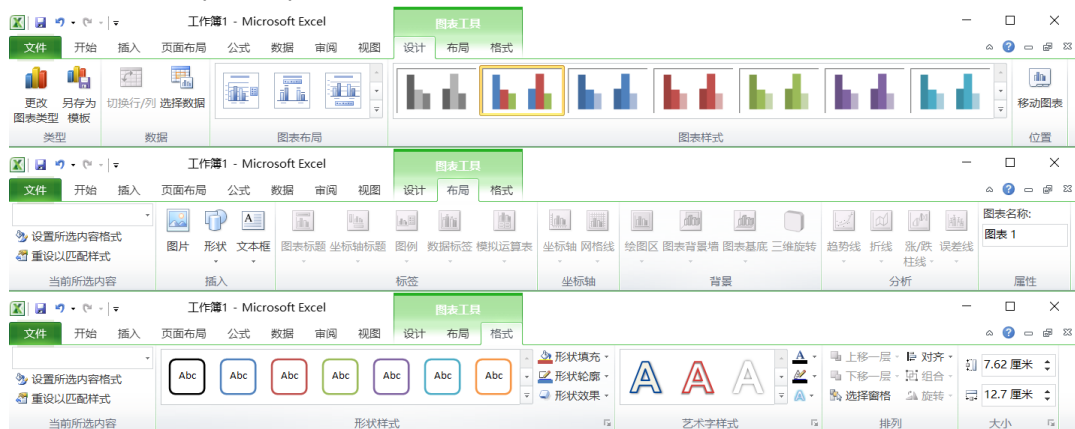 工作簿1 - Microsoft Excel 图表工具
文件 开始 插入 页面布局 公式 数据 审阅 视图 设计 布局 格式
更改图表类型 另存为模板 切换行/列 选择数据 移动图表
类型 数据 图表布局 图表样式 位置
工作簿1 - Microsoft Excel 图表工具
文件 开始 插入 页面布局 公式 数据 审阅 视图 设计 布局 格式
图表名称:
设置所选内容格式 图片 形状 文本框 图表标题 坐标轴标题 图例 数据标签 模拟运算表 坐标轴 网格线 绘图区 图表背景墙 图表基底 三维旋转 趋势线 折线 涨/跌柱线 误差线 图表 1
重设以匹配样式
当前所选内容 插入 标签 坐标轴 背景 分析 属性
工作簿1 - Microsoft Excel 图表工具
文件 开始 插入 页面布局 公式 数据 审阅 视图 设计 布局 格式
形状填充 A 上移一层 对齐 7.62 厘米
设置所选内容格式 Abc Abc Abc Abc Abc Abc Abc 形状轮廓 A A A 下移一层 组合
重设以匹配样式 形状效果 A 选择窗格 旋转 12.7 厘米
当前所选内容 形状样式 艺术字样式 排列 大小